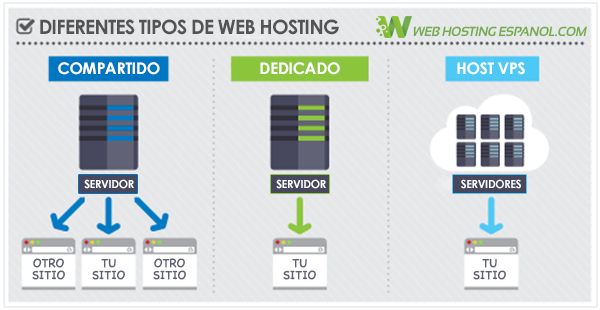 DIFERENTES TIPOS DE WEB HOSTING
W WEB HOSTING ESPANOL.COM
COMPARTIDO
DEDICADO
HOST VPS
SERVIDOR
SERVIDOR
SERVIDORES
OTRO
SITIO
TU
SITIO
OTRO
SITIO
TU
SITIO
TU
SITIO